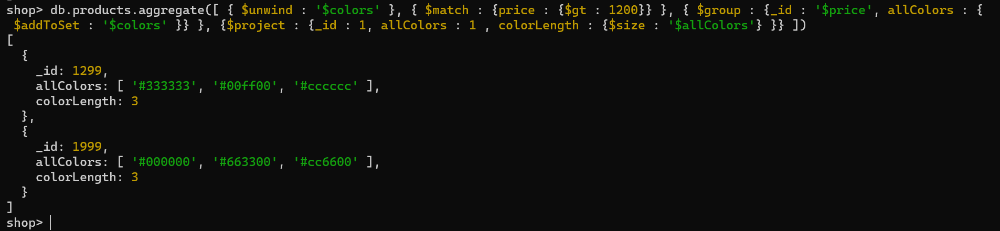 shop> db.products.aggregate([ { $unwind : '$colors' }, { $match : {price : {$gt : 1200}} }, { $group : {_id : '$price', allColors : {
 $addToSet : '$colors' }} }, {$project : {_id : 1, allColors : 1 , colorLength : {$size : '$allColors'} }} ])
[
  {
    _id: 1299,
    allColors: [ '#333333', '#00ff00', '#cccccc' ],
    colorLength: 3
  },
  {
    _id: 1999,
    allColors: [ '#000000', '#663300', '#cc6600' ],
    colorLength: 3
  }
]
shop>